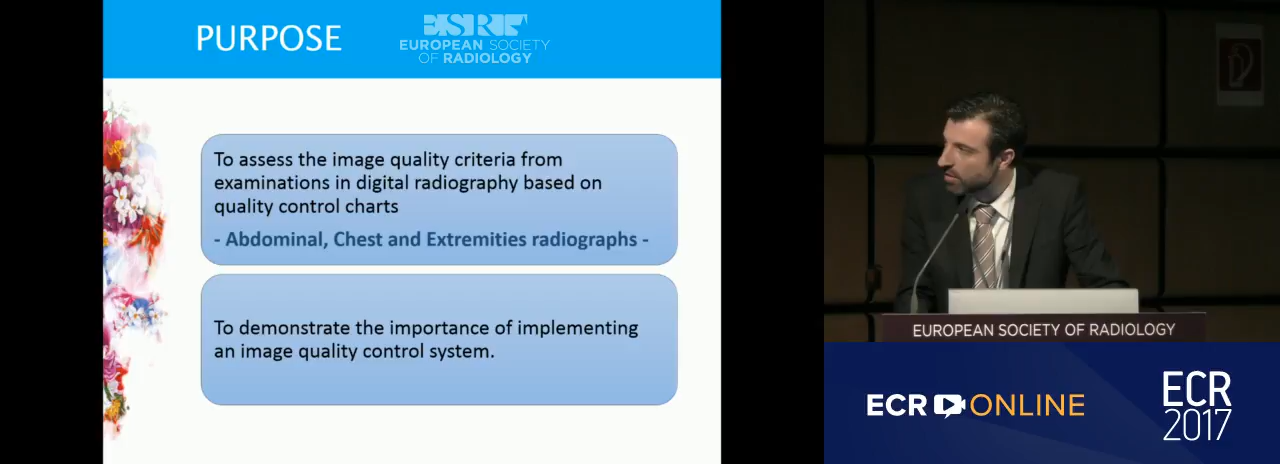 PURPOSE
ESR
EUROPEAN SOCIETY
OF RADIOLOGY
To assess the image quality criteria from
examinations in digital radiography based on
quality control charts
- Abdominal, Chest and Extremities radiographs -
To demonstrate the importance of implementing
an image quality control system.
EUROPEAN SOCIETY OF RADIOLOGY
ECR ONLINE
ECR
2017